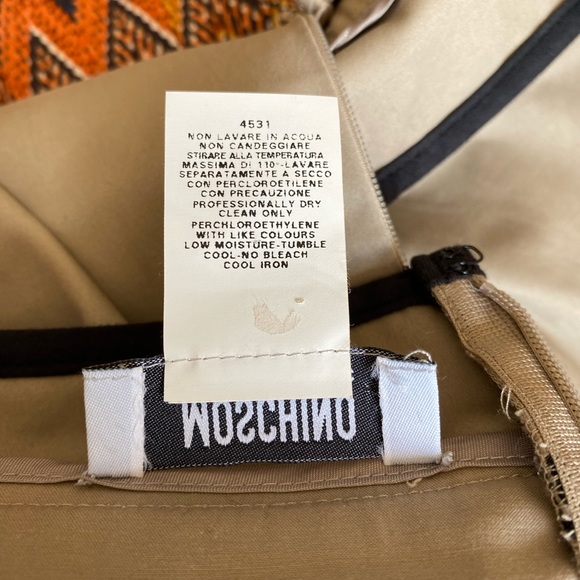 4531
NON LAVARE IN ACQUA
NON CANDEGGIARE
STIRARE ALLA TEMPERATURA
MASSIMA DI 110°-LAVARE
SEPARATAMENTE A SECCO
CON PERCLOROETILENE
CON PRECAUZIONE
PROFESSIONALLY DRY
CLEAN ONLY
PERCHLOROETHYLENE
WITH LIKE COLOURS
LOW MOISTURE-TUMBLE
COOL-NO BLEACH
COOL IRON
MOSCHINO